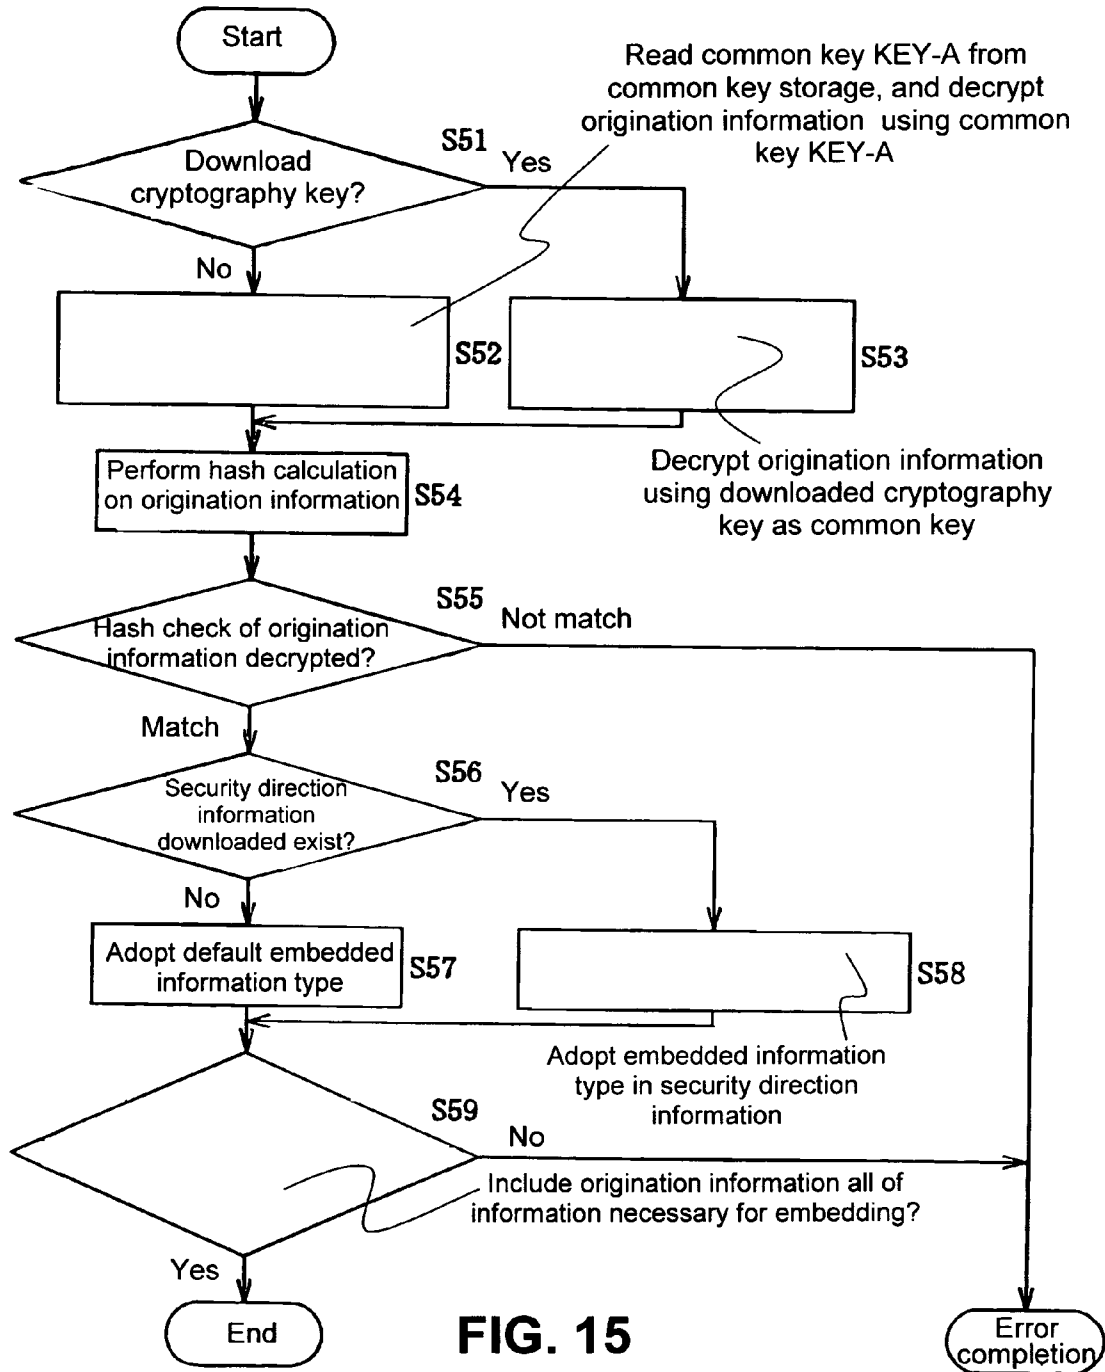 Start
Read common key KEY-A from
common key storage, and decrypt
origination information using common
key KEY-A
S51
Download
cryptography key?
Yes
No
S52
S53
Perform hash calculation
on origination information
S54
Decrypt origination information
using downloaded cryptography
key as common key
S55
Hash check of origination
information decrypted?
Not match
Match
S56
Security direction
information
downloaded exist?
Yes
No
Adopt default embedded
information type
S57
S58
Adopt embedded information
type in security direction
information
S59
No
Include origination information all of
information necessary for embedding?
Yes
End
FIG. 15
Error
completion